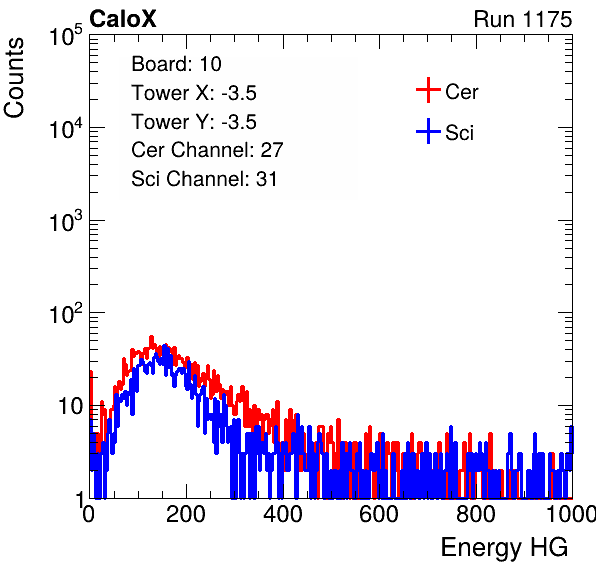 CaloX Run 1175
Counts
10^5
10^4
10^3
10^2
10
1
Board: 10
Tower X: -3.5
Tower Y: -3.5
Cer Channel: 27
Sci Channel: 31
Cer
Sci
0 200 400 600 800 1000
Energy HG